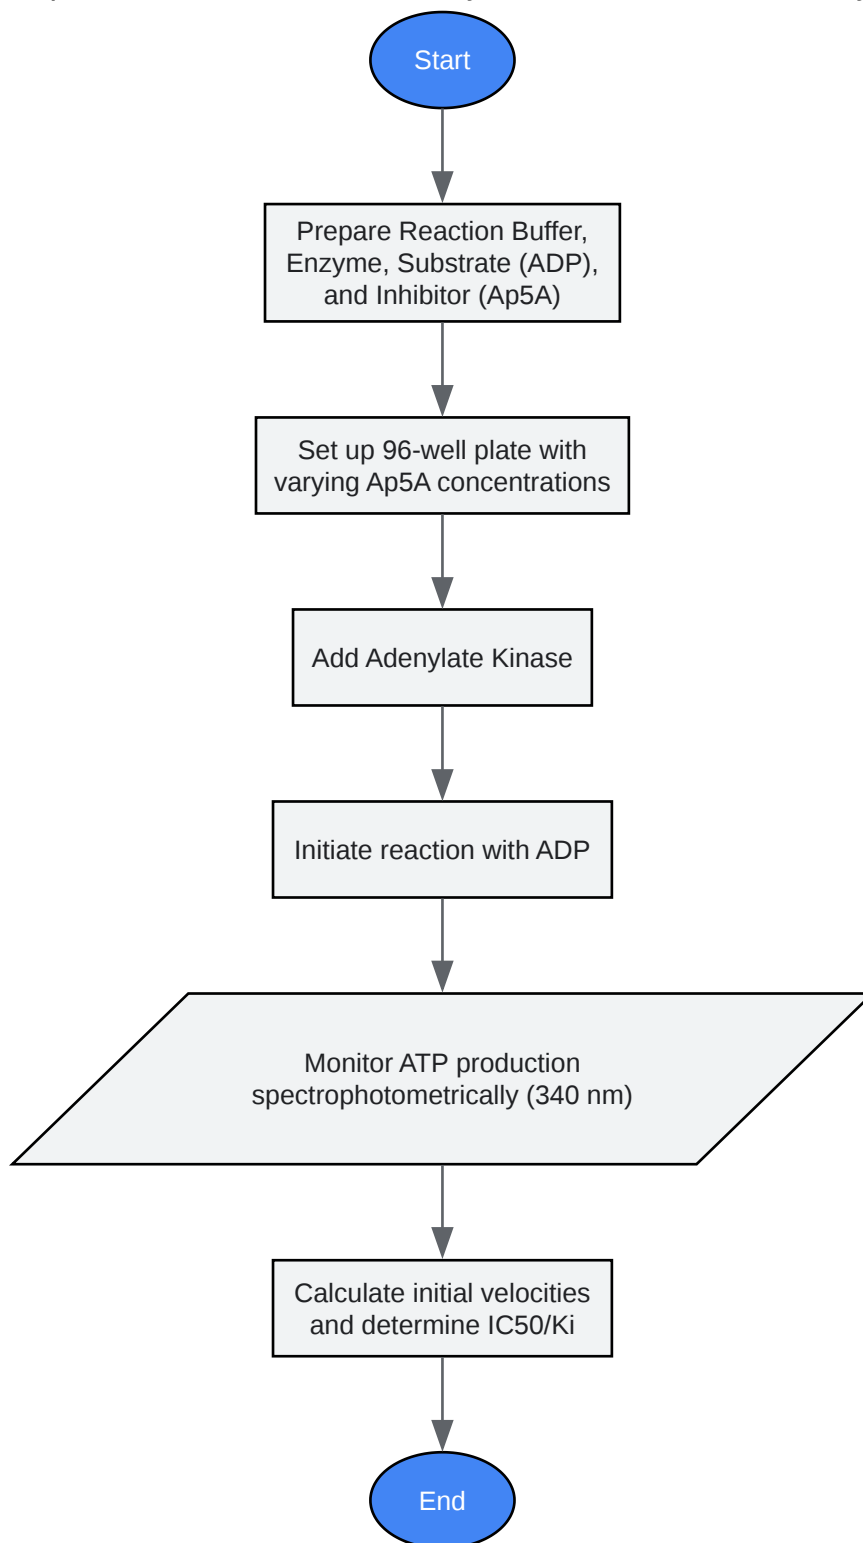 Start
Prepare Reaction Buffer,
Enzyme, Substrate (ADP),
and Inhibitor (Ap5A)
Set up 96-well plate with
varying Ap5A concentrations
Add Adenylate Kinase
Initiate reaction with ADP
Monitor ATP production
spectrophotometrically (340 nm)
Calculate initial velocities
and determine IC50/Ki
End